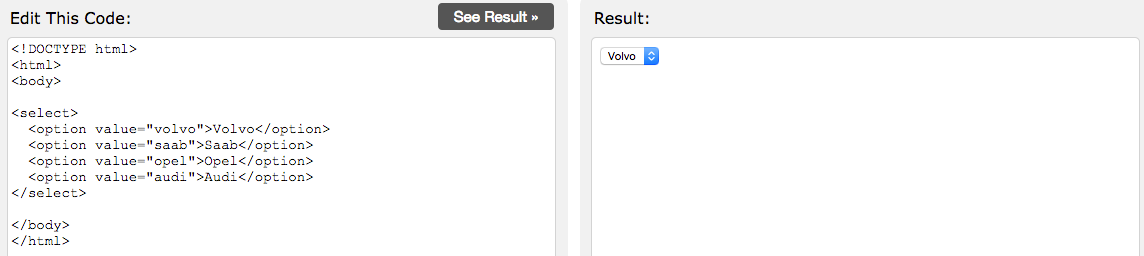 Edit This Code:
See Result »
<!DOCTYPE html>
<html>
<body>
<select>
  <option value="volvo">Volvo</option>
  <option value="saab">Saab</option>
  <option value="opel">Opel</option>
  <option value="audi">Audi</option>
</select>
</body>
</html>
Result:
Volvo